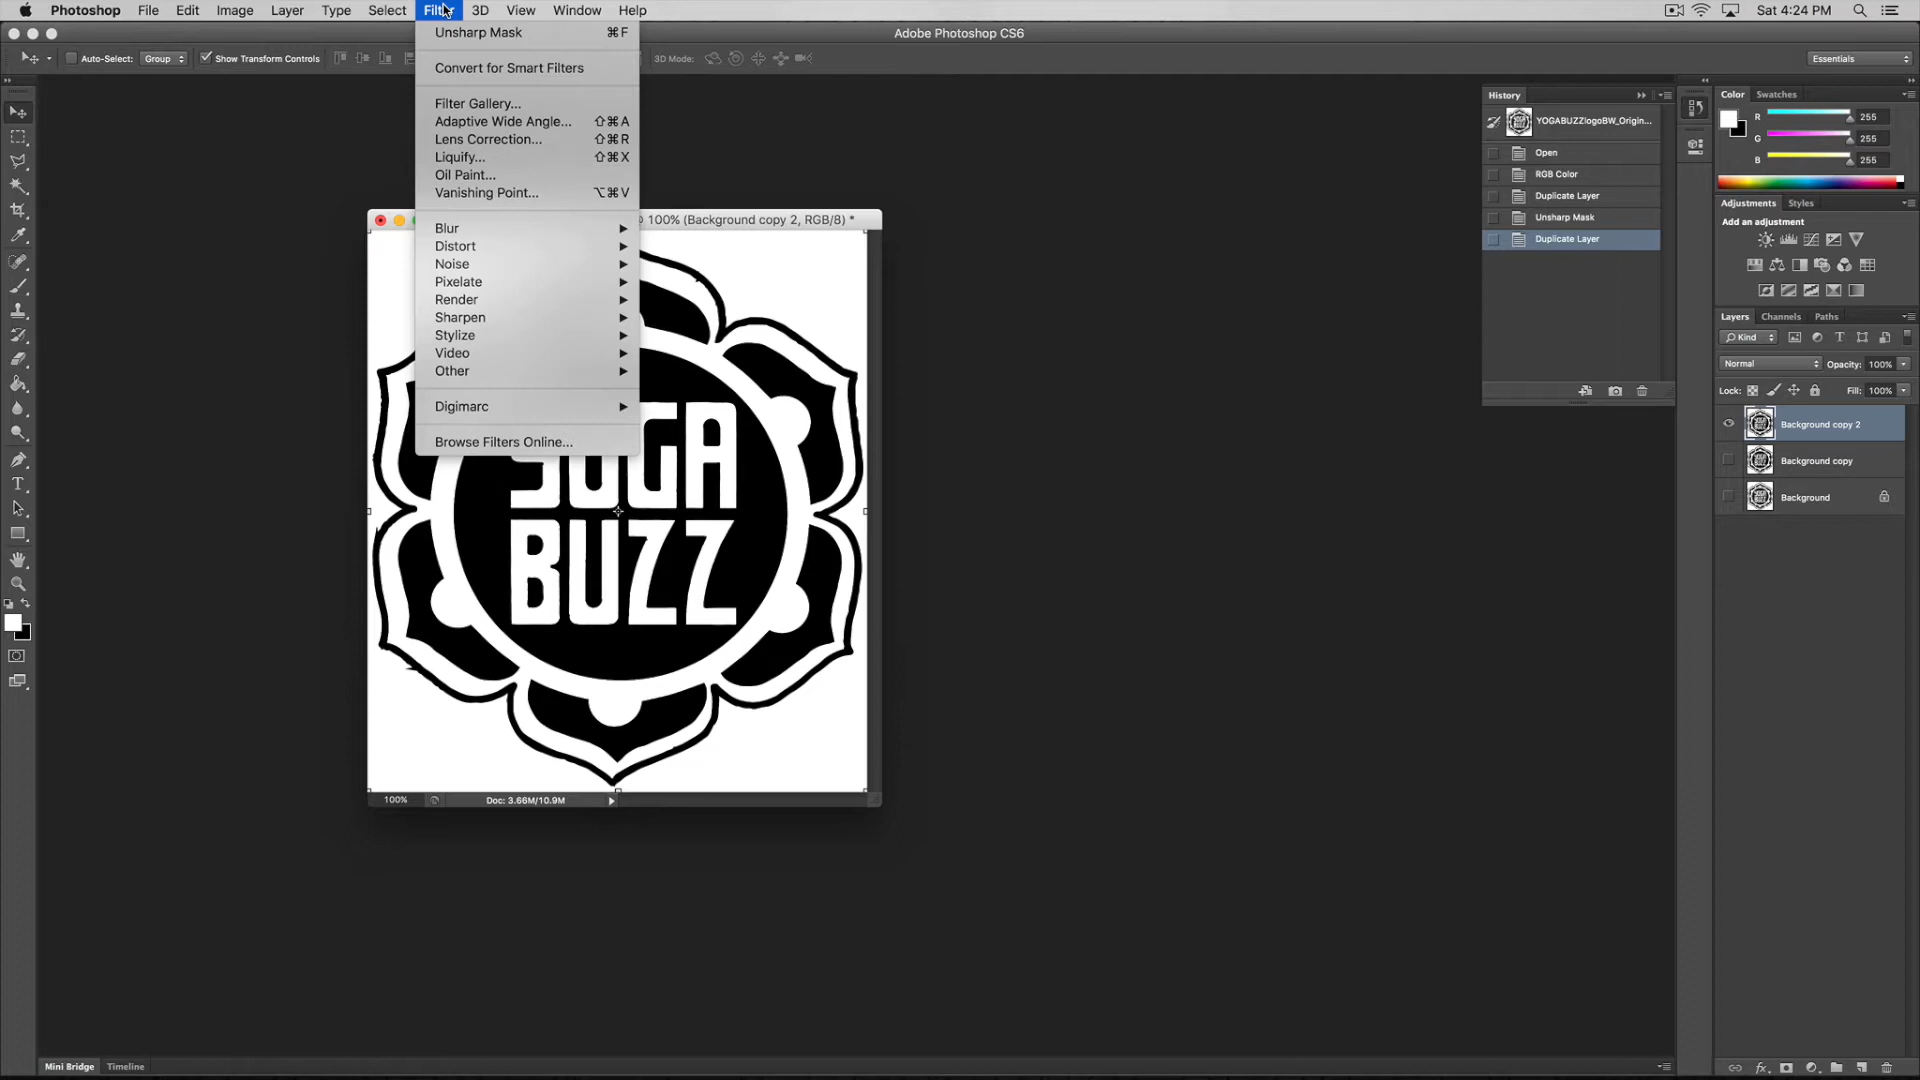 Photoshop File Edit Image Layer Type Select Filter 3D View Window Help
Sat 4:24 PM
Adobe Photoshop CS6
Auto-Select: Group Show Transform Controls
3D Mode:
Essentials
Unsharp Mask ⌘F
Convert for Smart Filters
Filter Gallery...
Adaptive Wide Angle... ⇧⌘A
Lens Correction... ⇧⌘R
Liquify... ⇧⌘X
Oil Paint...
Vanishing Point... ⌥⌘V
Blur
Distort
Noise
Pixelate
Render
Sharpen
Stylize
Video
Other
Digimarc
Browse Filters Online...
100% (Background copy 2, RGB/8) *
YOGA
BUZZ
100%
Doc: 3.66M/10.9M
History
YOGABUZZlogoBW_Origin...
Open
RGB Color
Duplicate Layer
Unsharp Mask
Duplicate Layer
Color Swatches
R 255
G 255
B 255
Adjustments Styles
Add an adjustment
Layers Channels Paths
Kind
Normal Opacity: 100%
Lock: Fill: 100%
Background copy 2
Background copy
Background
Mini Bridge Timeline